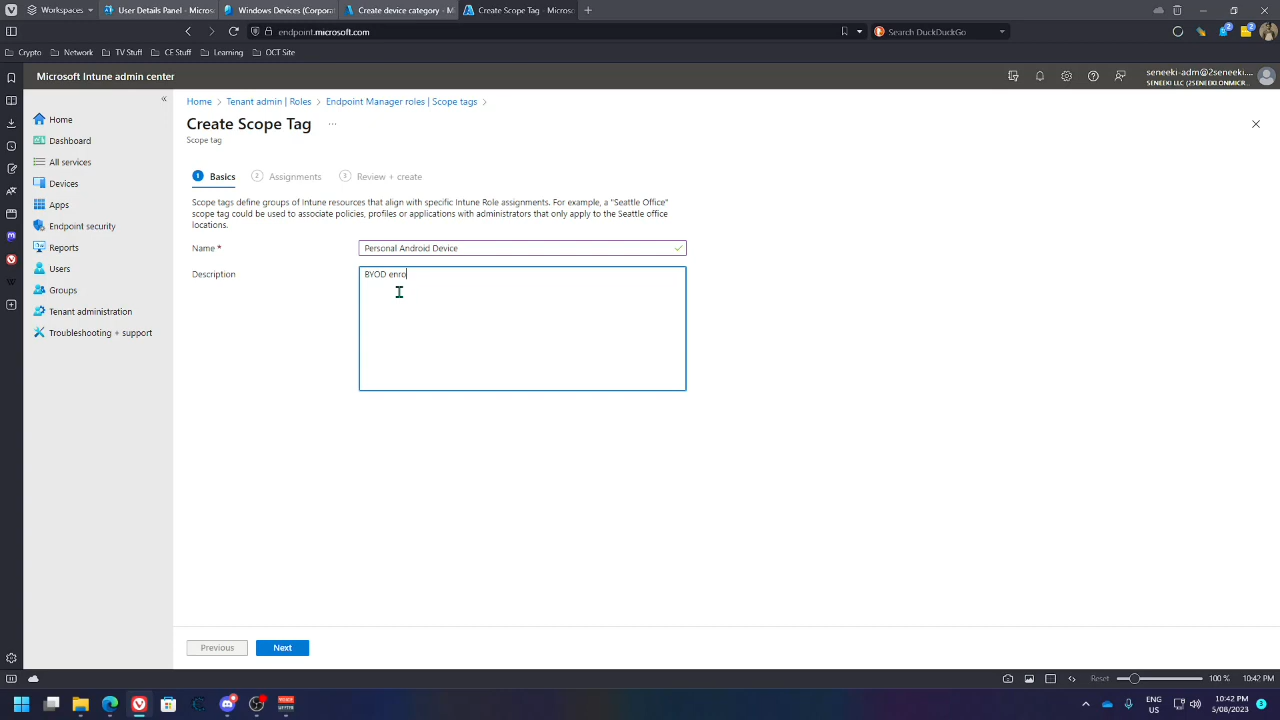 Workspaces
User Details Panel - Micros
Windows Devices (Corporat
Create device category - M
Create Scope Tag - Microsc
endpoint.microsoft.com
Search DuckDuckGo
2
2
Crypto
Network
TV Stuff
CE Stuff
Learning
OCT Site
Microsoft Intune admin center
seneeki-adm@2seneeki....
SENEEKI LLC (2SENEEKI.ONMICR...
Home
Dashboard
All services
Devices
Apps
Endpoint security
Reports
Users
Groups
Tenant administration
Troubleshooting + support
Home > Tenant admin | Roles > Endpoint Manager roles | Scope tags >
Create Scope Tag ...
Scope tag
1 Basics
2 Assignments
3 Review + create
Scope tags define groups of Intune resources that align with specific Intune Role assignments. For example, a "Seattle Office"
scope tag could be used to associate policies, profiles or applications with administrators that only apply to the Seattle office
locations.
Name *
Personal Android Device
Description
BYOD enro
Previous
Next
Reset
100 %
10:42 PM
ENG
US
10:42 PM
5/08/2023
3